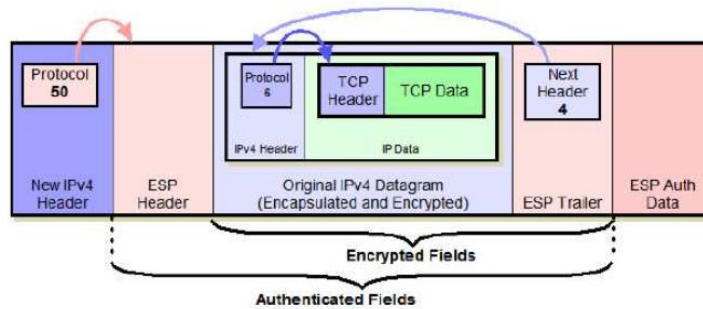 Protocol
50
Protocol
6
TCP
Header
TCP Data
Next
Header
4
IPv4 Header
IP Data
New IPv4
Header
ESP
Header
Original IPv4 Datagram
(Encapsulated and Encrypted)
ESP Trailer
ESP Auth
Data
Encrypted Fields
Authenticated Fields